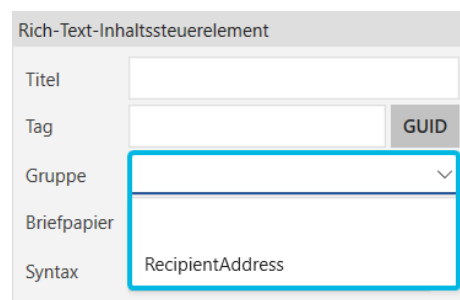 Rich-Text-Inhaltssteuerelement
Titel
Tag GUID
Gruppe
Briefpapier
Syntax RecipientAddress